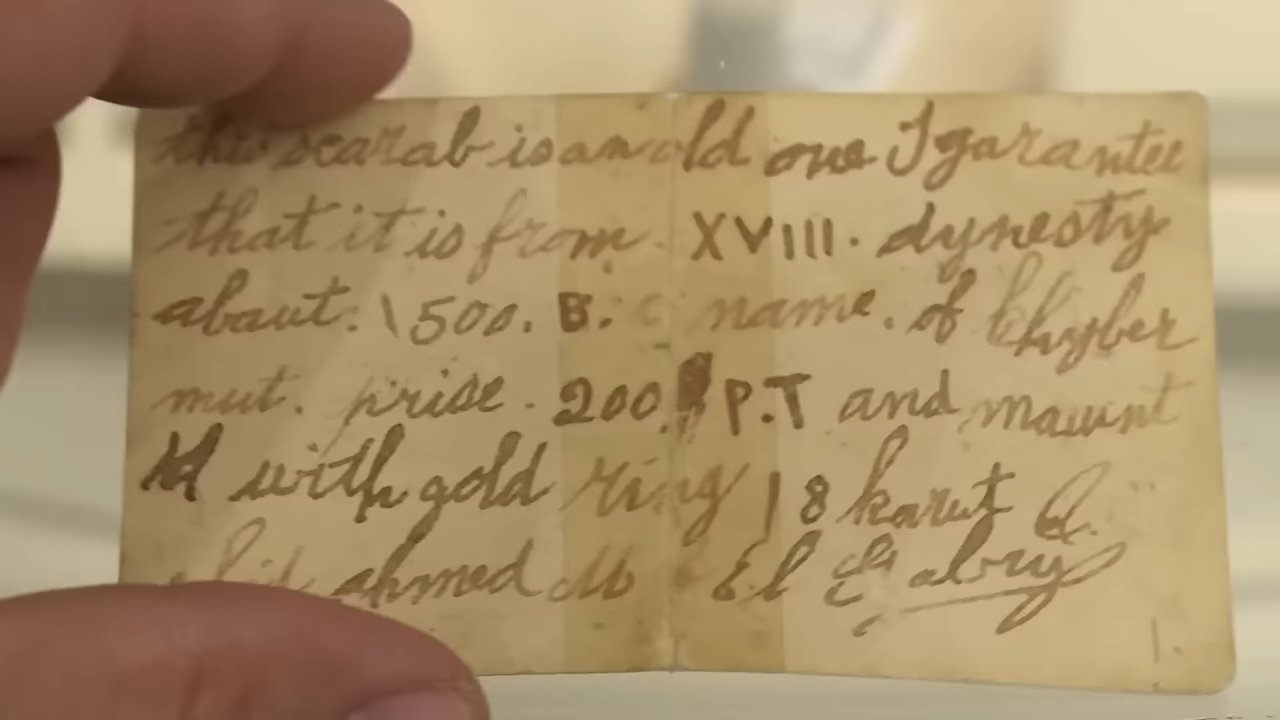 this scarab is an old one I garantee
that it is from. XVIII. dynesty
abaut. 1500. B. C name. of Khyber
mut. prise. 200. P.T and maunt
with gold ring 18 karut
ahmed M El